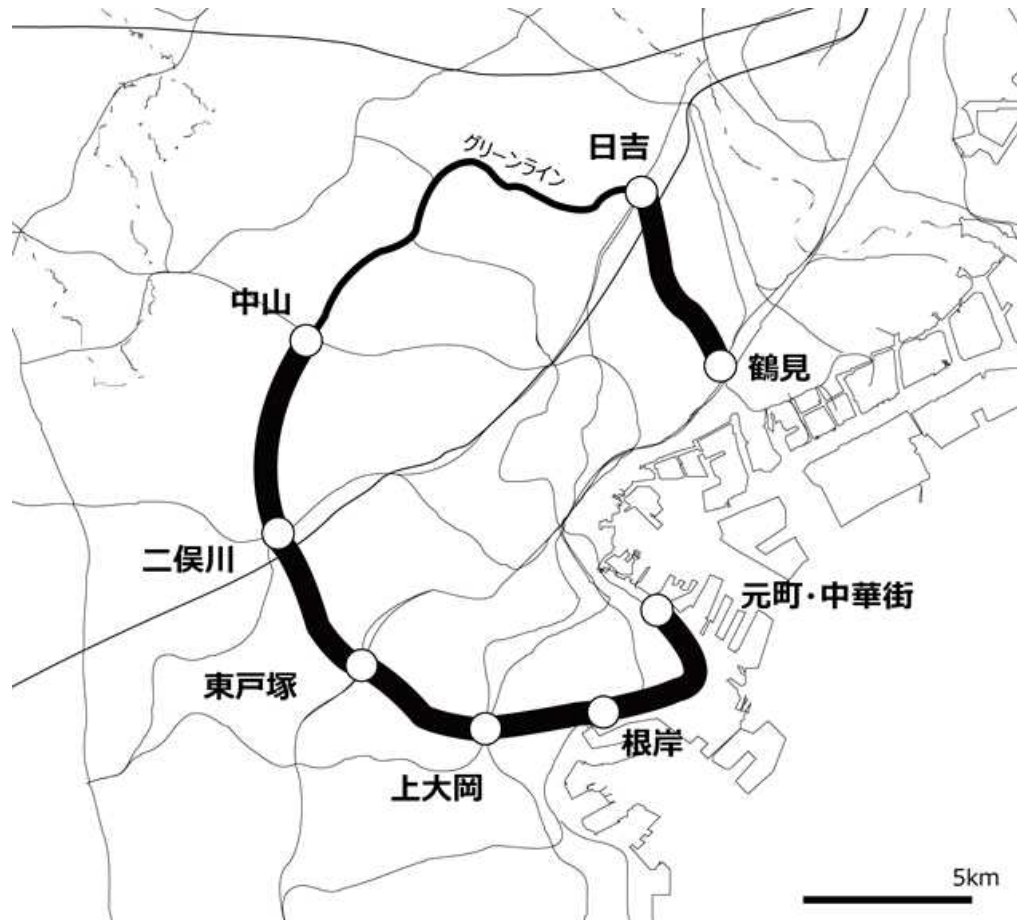 日吉
グリーンライン
中山
鶴見
二俣川
元町・中華街
東戸塚
根岸
上大岡
5km